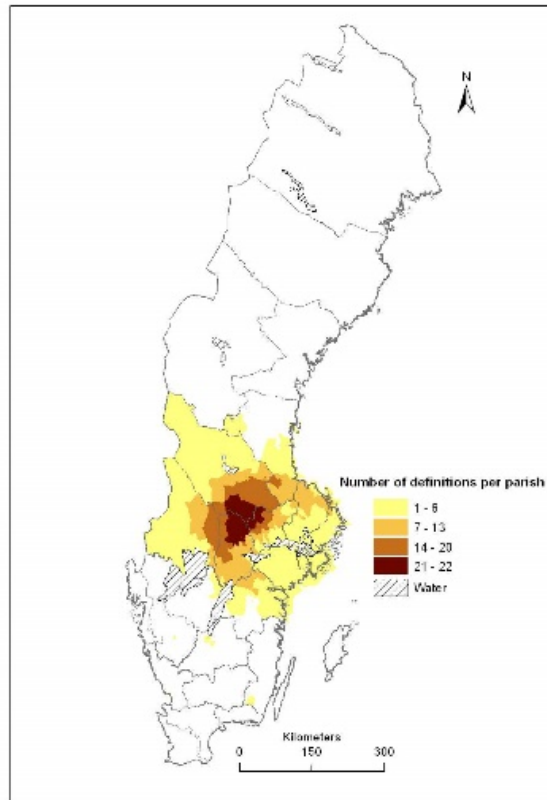 N
Number of definitions per parish
1 - 6
7 - 13
14 - 20
21 - 22
Water
Kilometers
0 150 300